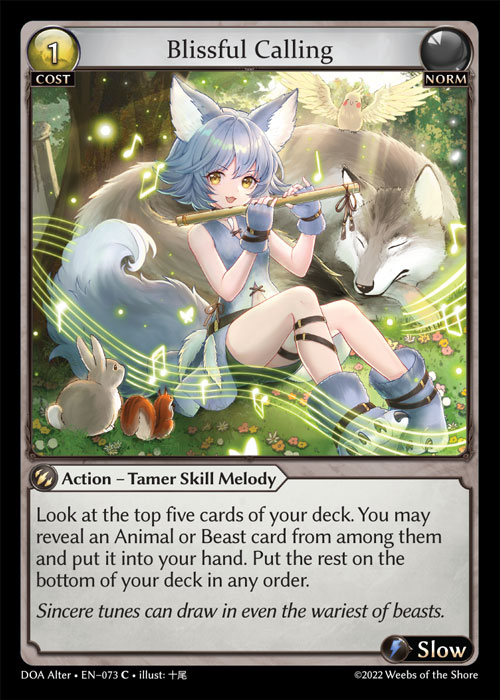 1
Blissful Calling
COST
NORM
Action – Tamer Skill Melody
Look at the top five cards of your deck. You may
reveal an Animal or Beast card from among them
and put it into your hand. Put the rest on the
bottom of your deck in any order.
Sincere tunes can draw in even the wariest of beasts.
Slow
DOA Alter • EN–073 C • illust: 十尾
©2022 Weebs of the Shore